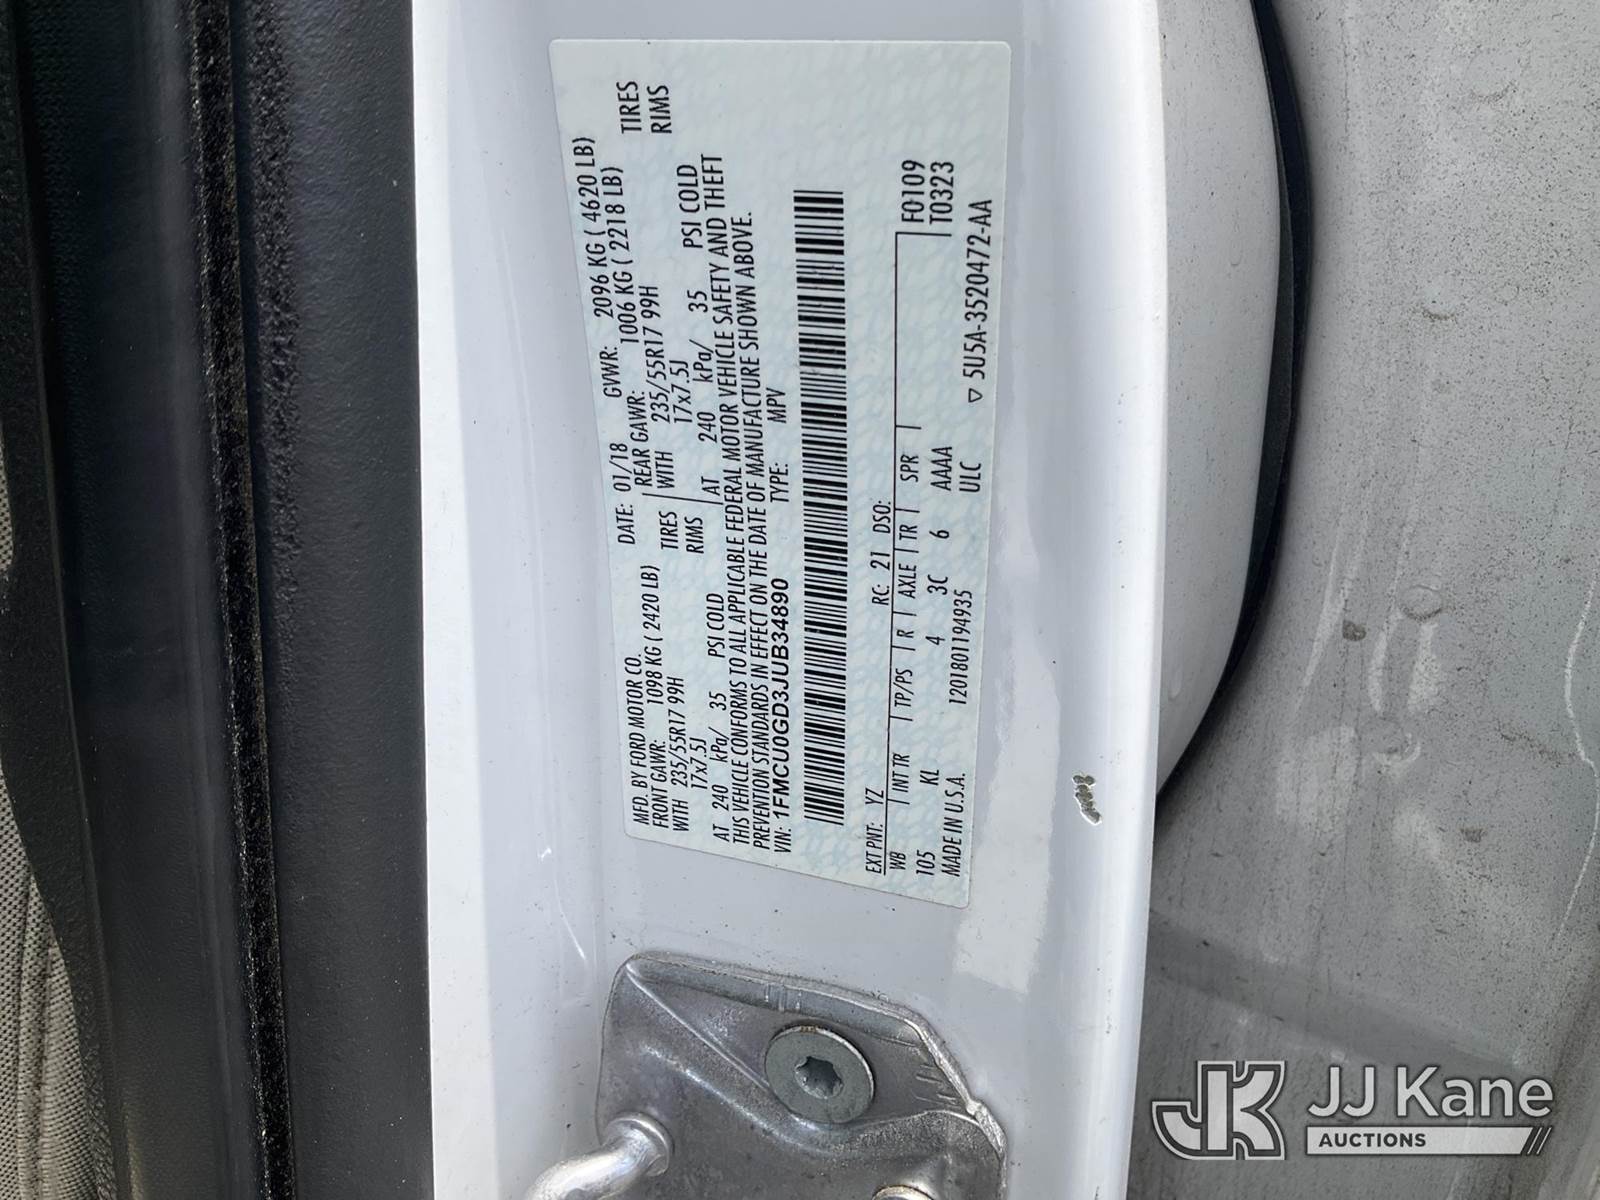 MFD. BY FORD MOTOR CO. DATE: 01/18 GVWR: 2096 KG ( 4620 LB)
FRONT GAWR: 1098 KG ( 2420 LB) REAR GAWR: 1006 KG ( 2218 LB)
WITH 235/55R17 99H TIRES WITH 235/55R17 99H TIRES
17x7.5J RIMS 17x7.5J RIMS
AT 240 kPa/ 35 PSI COLD AT 240 kPa/ 35 PSI COLD
THIS VEHICLE CONFORMS TO ALL APPLICABLE FEDERAL MOTOR VEHICLE SAFETY AND THEFT
PREVENTION STANDARDS IN EFFECT ON THE DATE OF MANUFACTURE SHOWN ABOVE.
VIN: 1FMCU0GD3JUB34890 TYPE: MPV
EXT PNT: YZ RC: 21 DSO:
WB INT TR TP/PS R AXLE TR SPR F0109
105 KL 4 3C 6 AAAA T0323
MADE IN U.S.A. 1201801194935 ULC ▽ 5U5A-3520472-AA
JK JJ Kane
AUCTIONS